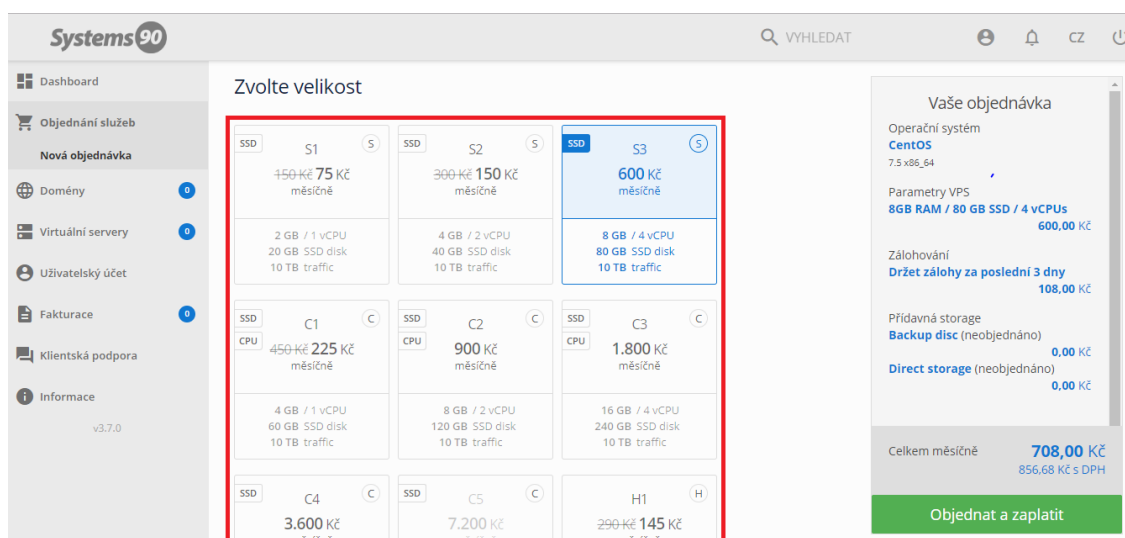 Systems 90
VYHLEDAT
CZ
Dashboard
Objednání služeb
Nová objednávka
Domény
0
Virtuální servery
0
Uživatelský účet
Fakturace
0
Klientská podpora
Informace
v3.7.0
Zvolte velikost
SSD
S1
S
150 Kč 75 Kč
měsíčně
2 GB / 1 vCPU
20 GB SSD disk
10 TB traffic
SSD
S2
S
300 Kč 150 Kč
měsíčně
4 GB / 2 vCPU
40 GB SSD disk
10 TB traffic
SSD
S3
S
600 Kč
měsíčně
8 GB / 4 vCPU
80 GB SSD disk
10 TB traffic
SSD
CPU
C1
C
450 Kč 225 Kč
měsíčně
4 GB / 1 vCPU
60 GB SSD disk
10 TB traffic
SSD
CPU
C2
C
900 Kč
měsíčně
8 GB / 2 vCPU
120 GB SSD disk
10 TB traffic
SSD
CPU
C3
C
1.800 Kč
měsíčně
16 GB / 4 vCPU
240 GB SSD disk
10 TB traffic
SSD
C4
C
3.600 Kč
SSD
C5
C
7.200 Kč
H1
H
290 Kč 145 Kč
Vaše objednávka
Operační systém
CentOS
7.5 x86_64
Parametry VPS
8GB RAM / 80 GB SSD / 4 vCPUs
600,00 Kč
Zálohování
Držet zálohy za poslední 3 dny
108,00 Kč
Přídavná storage
Backup disc (neobjednáno)
0,00 Kč
Direct storage (neobjednáno)
0,00 Kč
Celkem měsíčně
708,00 Kč
856,68 Kč s DPH
Objednat a zaplatit